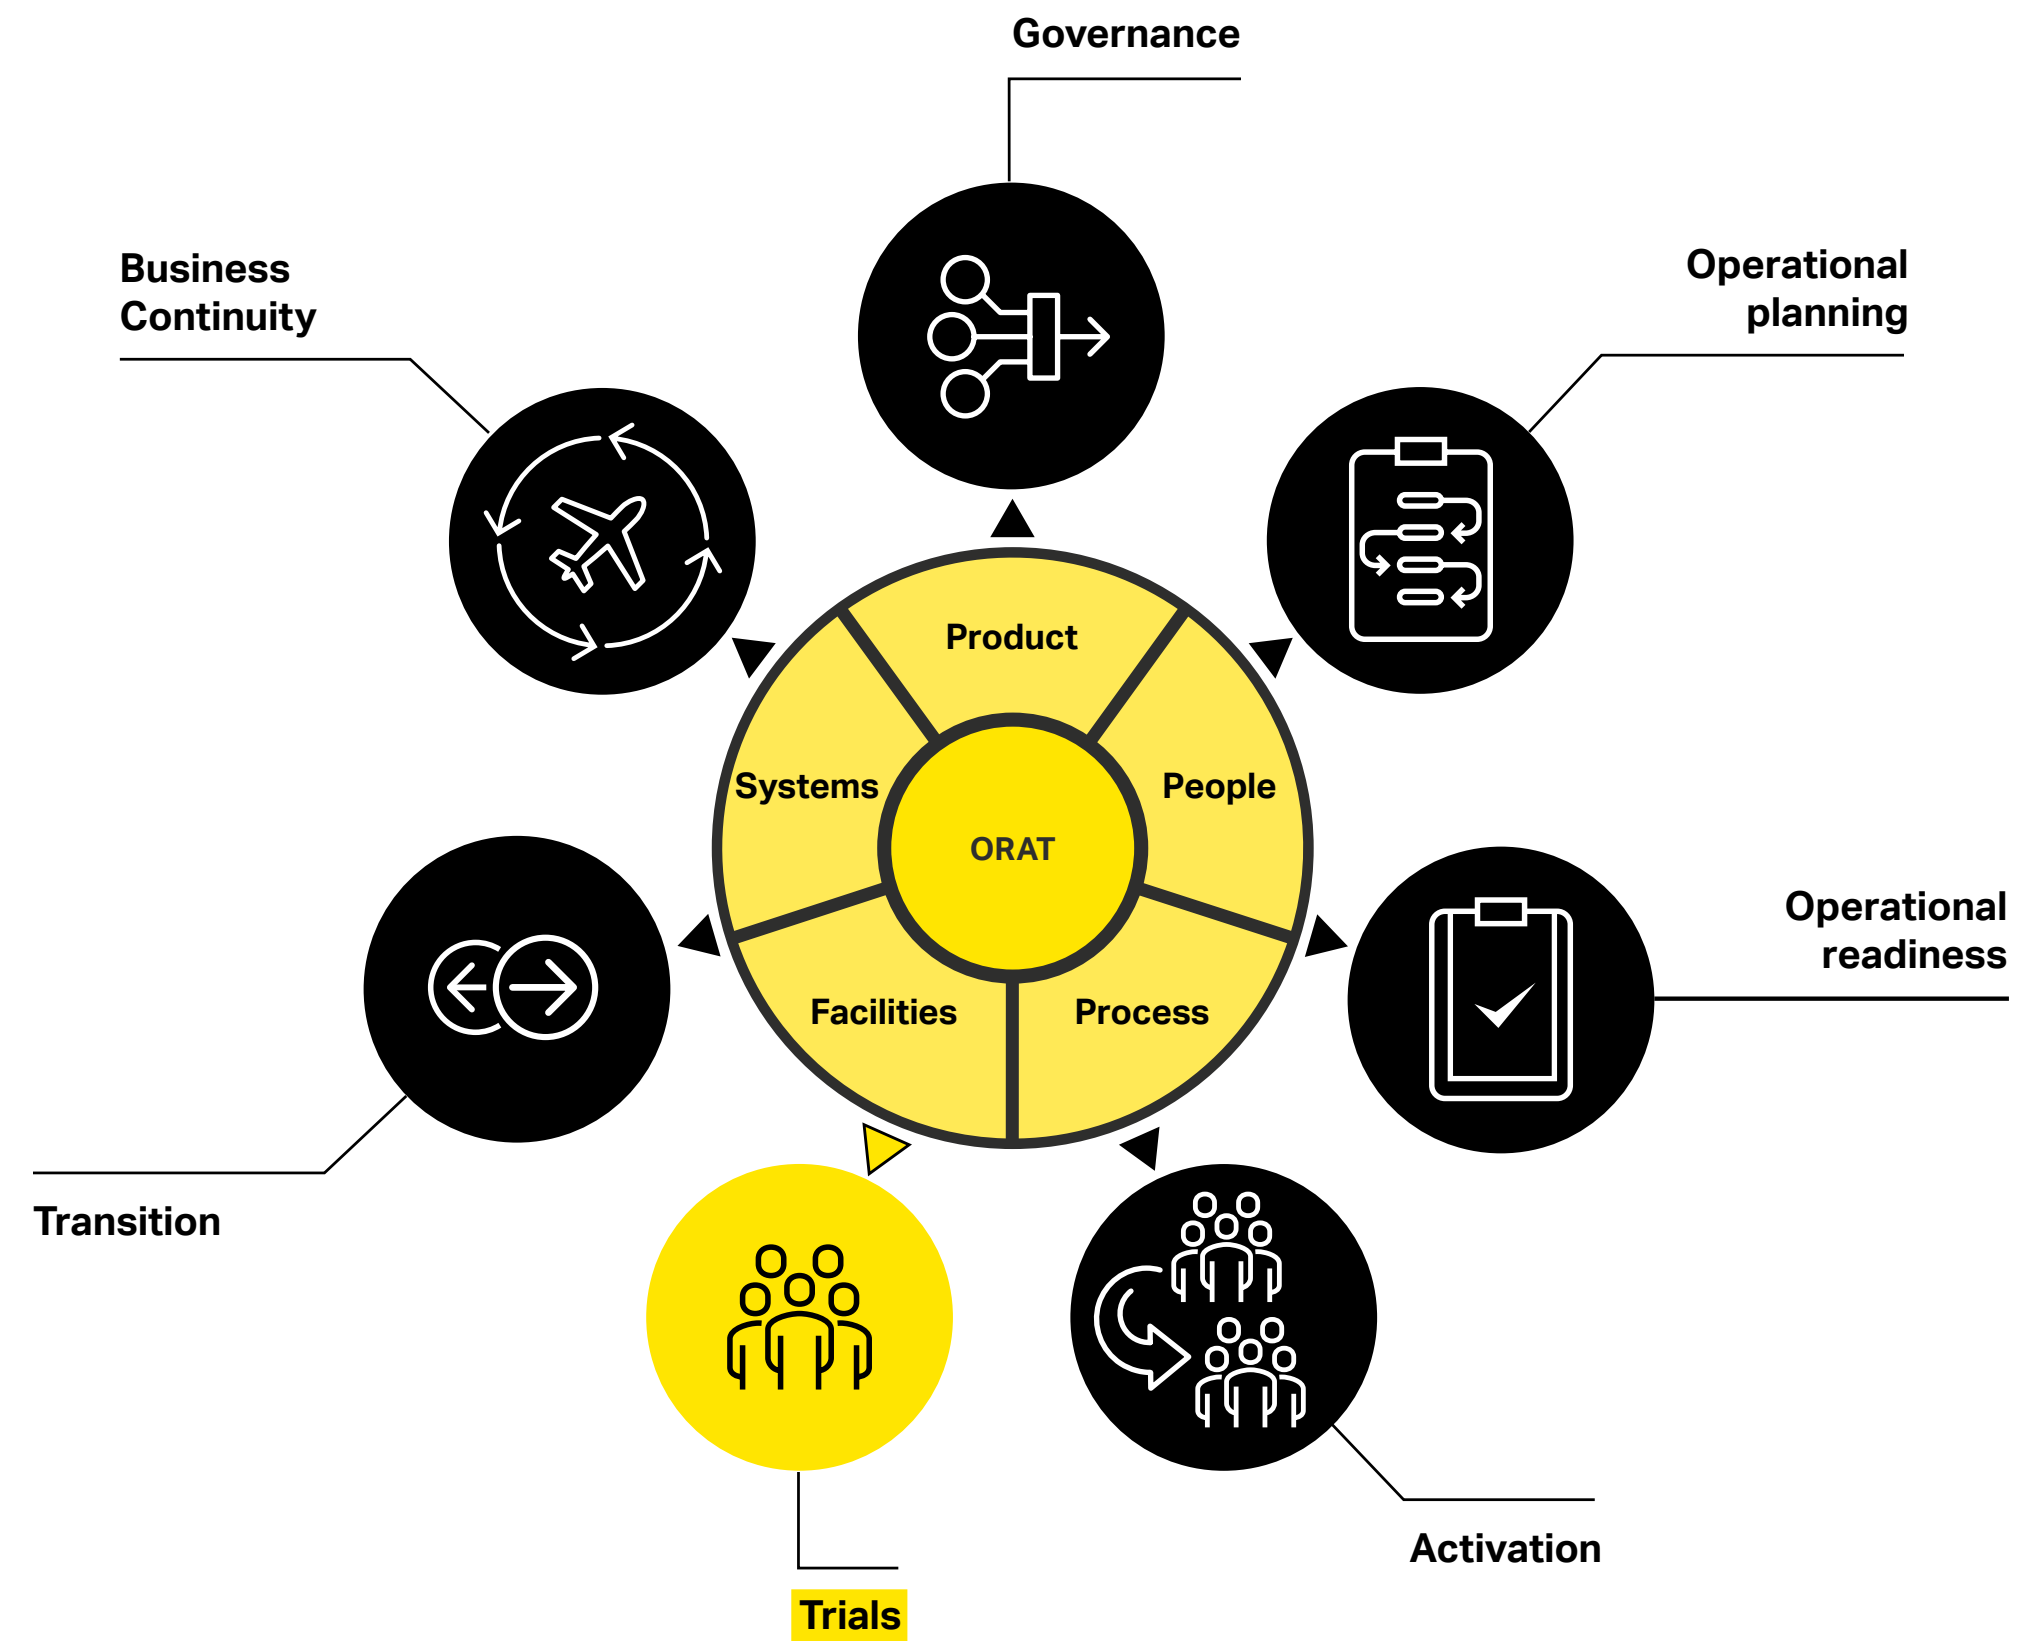 Governance
Business
Continuity
Operational
planning
Product
Systems
People
ORAT
Operational
readiness
Facilities
Process
Transition
Activation
Trials